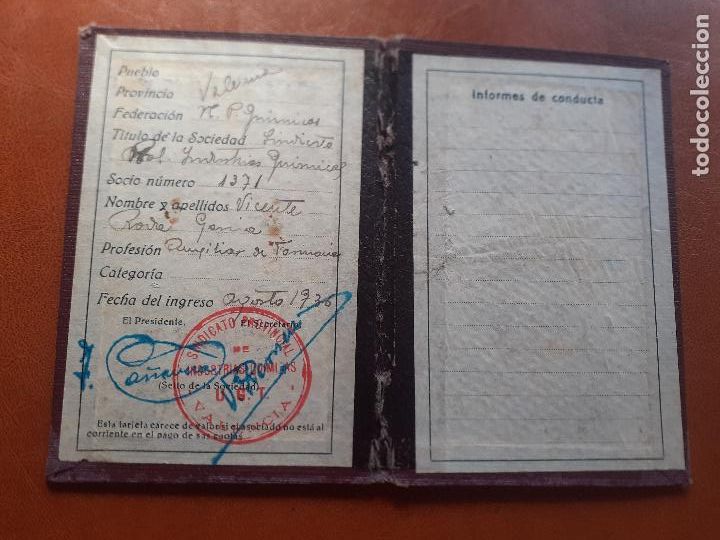 Pueblo
Provincia Valencia
Federación N. P. Químicas
Título de la Sociedad Sindicato
Prof. Industrias Químicas
Socio número 1371
Nombre y apellidos Vicente
García
Profesión Auxiliar de Farmacia
Categoría
Fecha del ingreso agosto 1936
El Presidente, El secretario
SINDICATO PROVINCIAL
DE
INDUSTRIAS QUIMICAS
(Sello de la Sociedad)
U.G.T.
VALENCIA
Esta tarjeta carece de valor si el asociado no está al
corriente en el pago de sus cuotas
Informes de conducta
todocoleccion